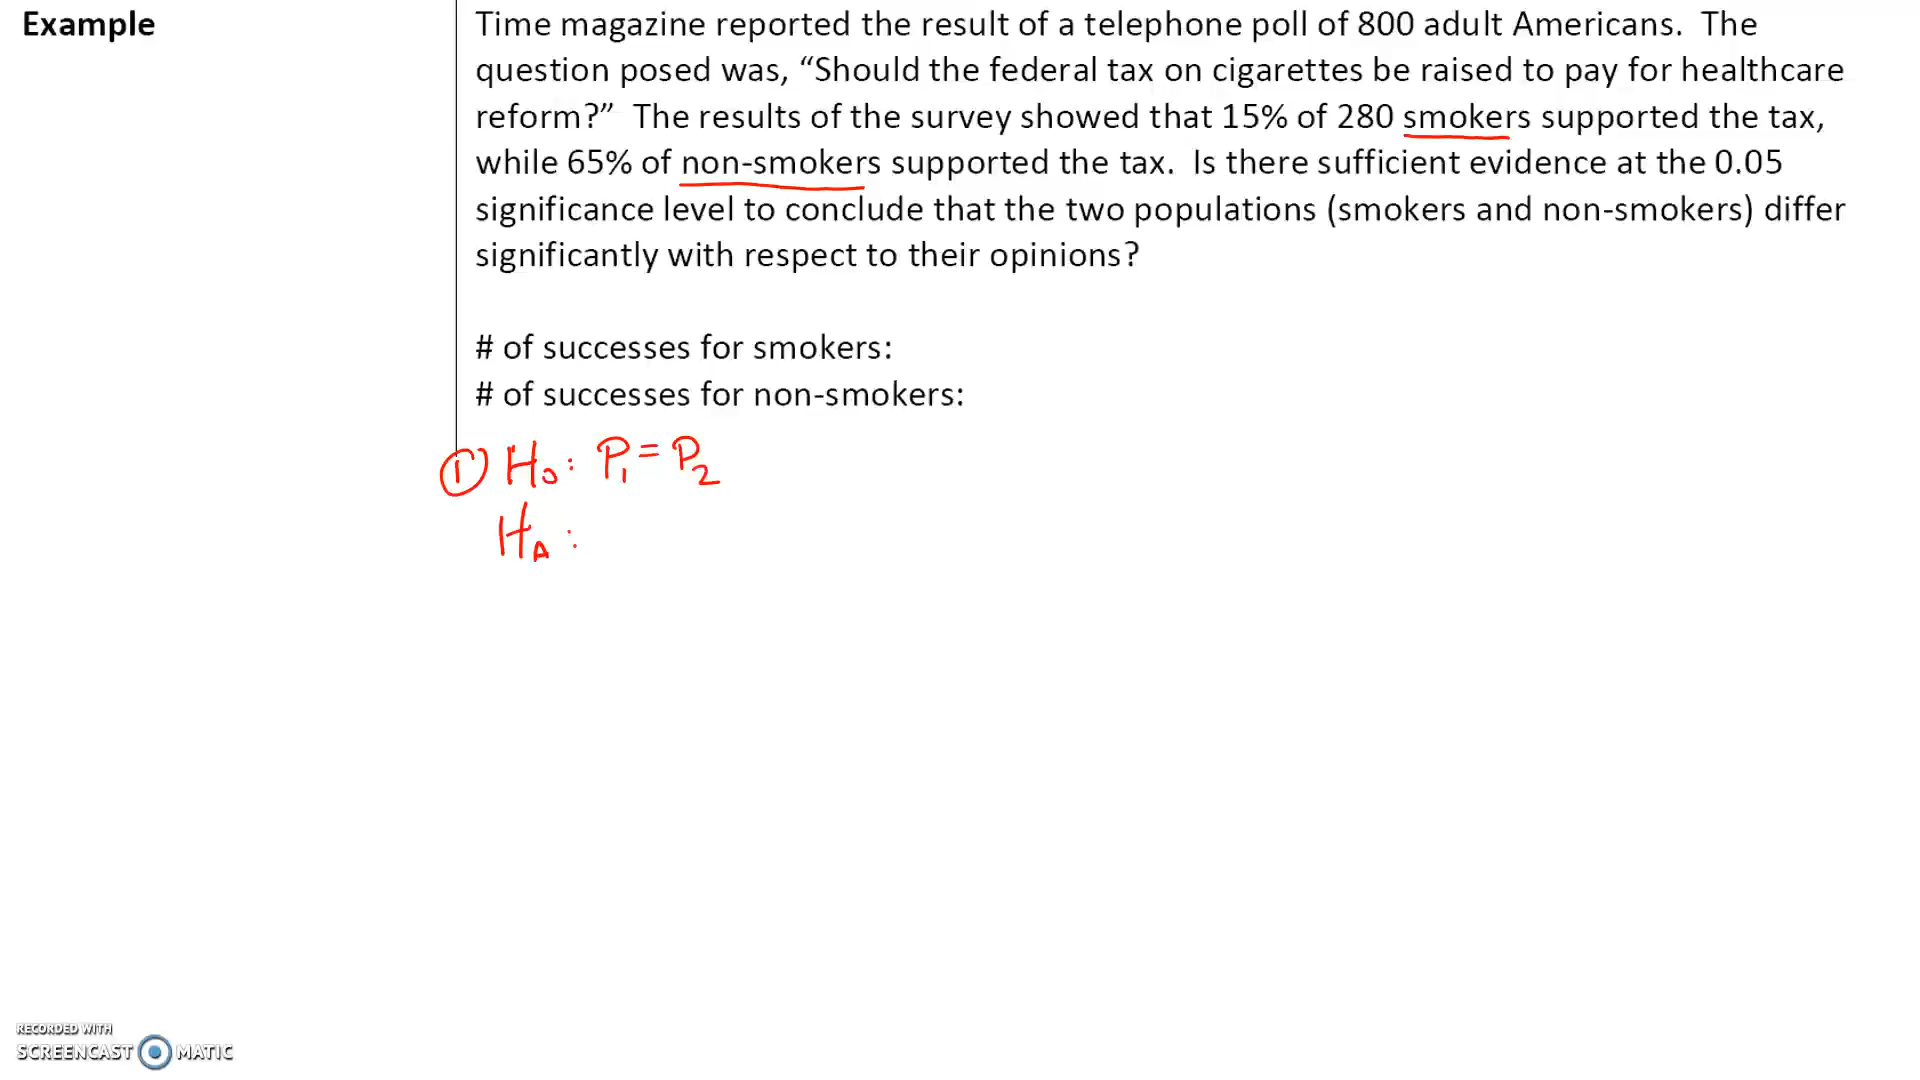 Example
Time magazine reported the result of a telephone poll of 800 adult Americans. The
question posed was, “Should the federal tax on cigarettes be raised to pay for healthcare
reform?” The results of the survey showed that 15% of 280 smokers supported the tax,
while 65% of non-smokers supported the tax. Is there sufficient evidence at the 0.05
significance level to conclude that the two populations (smokers and non-smokers) differ
significantly with respect to their opinions?
# of successes for smokers:
# of successes for non-smokers:
① H₀: P₁ = P₂
H_A:
RECORDED WITH
SCREENCAST MATIC